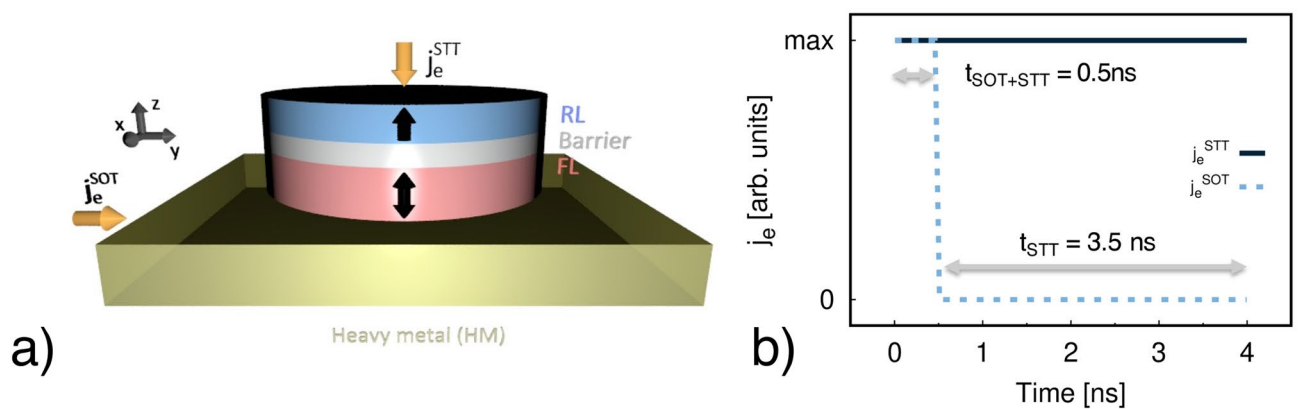 j_e^STT
z
x
y
RL
Barrier
FL
j_e^SOT
Heavy metal (HM)
a)
max
t_SOT+STT = 0.5ns
j_e^STT
j_e^SOT
j_e [arb. units]
t_STT = 3.5 ns
0
0 1 2 3 4
Time [ns]
b)